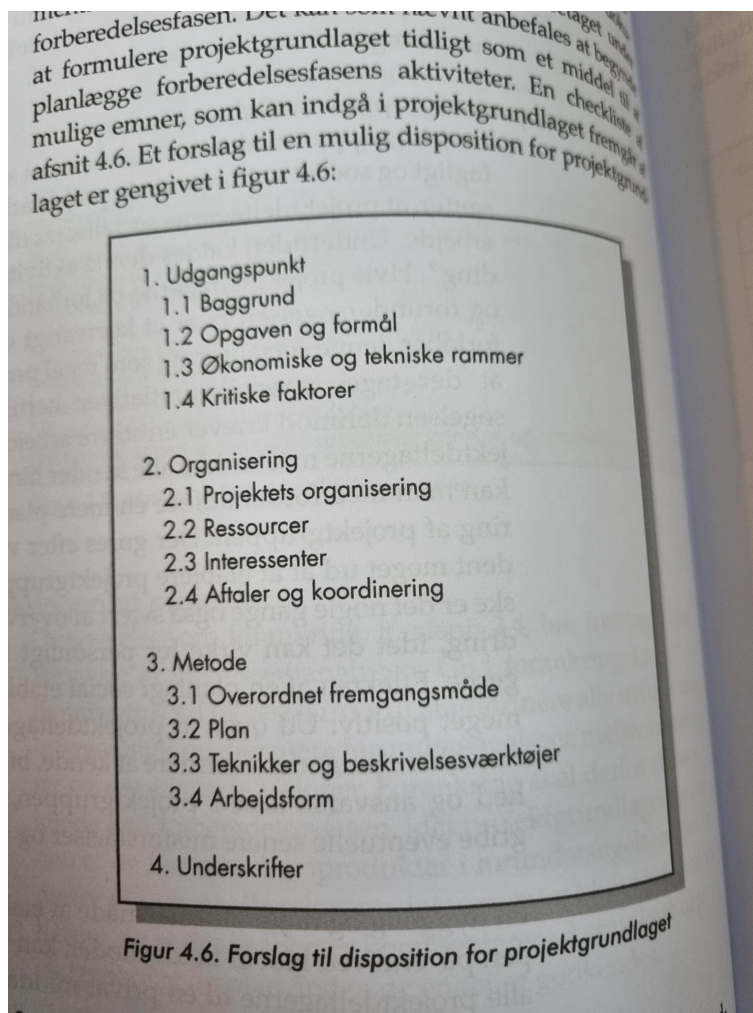 forberedelsesfasen. Det kan som nævnt anbefales at begynde
at formulere projektgrundlaget tidligt som et middel til at
planlægge forberedelsesfasens aktiviteter. En checkliste
mulige emner, som kan indgå i projektgrundlaget fremgår af
afsnit 4.6. Et forslag til en mulig disposition for projektgrund
laget er gengivet i figur 4.6:
1. Udgangspunkt
1.1 Baggrund
1.2 Opgaven og formål
1.3 Økonomiske og tekniske rammer
1.4 Kritiske faktorer
2. Organisering
2.1 Projektets organisering
2.2 Ressourcer
2.3 Interessenter
2.4 Aftaler og koordinering
3. Metode
3.1 Overordnet fremgangsmåde
3.2 Plan
3.3 Teknikker og beskrivelsesværktøjer
3.4 Arbejdsform
4. Underskrifter
Figur 4.6. Forslag til disposition for projektgrundlaget